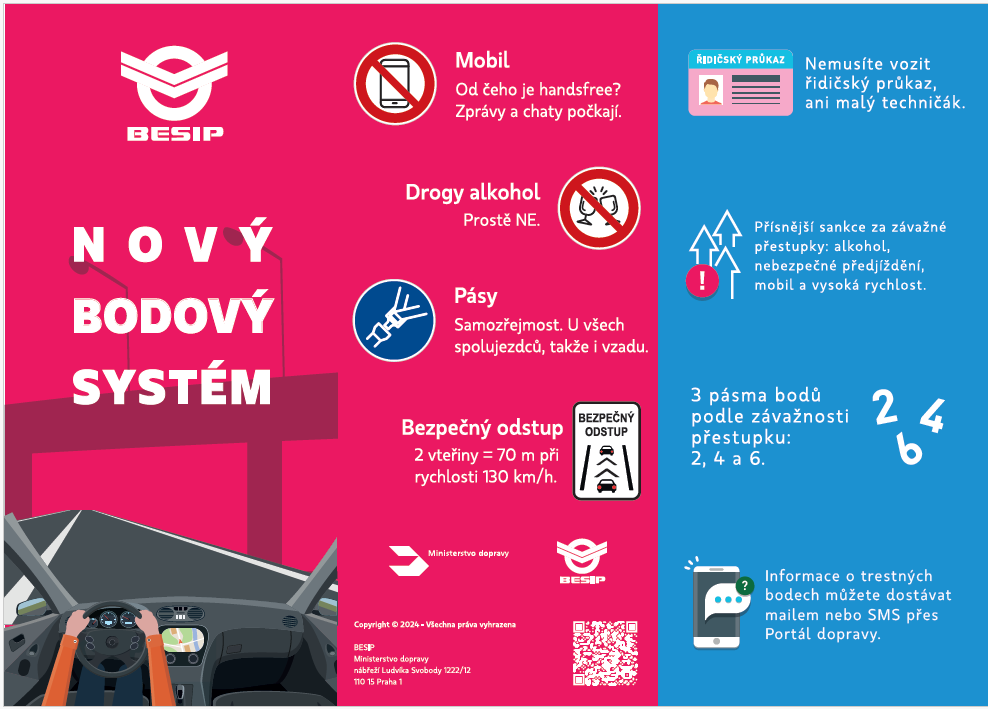 BESIP
NOVÝ
BODOVÝ
SYSTÉM
Mobil
Od čeho je handsfree?
Zprávy a chaty počkají.
Drogy alkohol
Prostě NE.
Pásy
Samozřejmost. U všech
spolujezdců, takže i vzadu.
Bezpečný odstup
2 vteřiny = 70 m při
rychlosti 130 km/h.
BEZPEČNÝ
ODSTUP
Ministerstvo dopravy
BESIP
Copyright © 2024 - Všechna práva vyhrazena
BESIP
Ministerstvo dopravy
nábřeží Ludvíka Svobody 1222/12
110 15 Praha 1
ŘIDIČSKÝ PRŮKAZ
Nemusíte vozit
řidičský průkaz,
ani malý techničák.
!
Přísnější sankce za závažné
přestupky: alkohol,
nebezpečné předjíždění,
mobil a vysoká rychlost.
3 pásma bodů
podle závažnosti
přestupku:
2, 4 a 6.
2 4
6
?
Informace o trestných
bodech můžete dostávat
mailem nebo SMS přes
Portál dopravy.